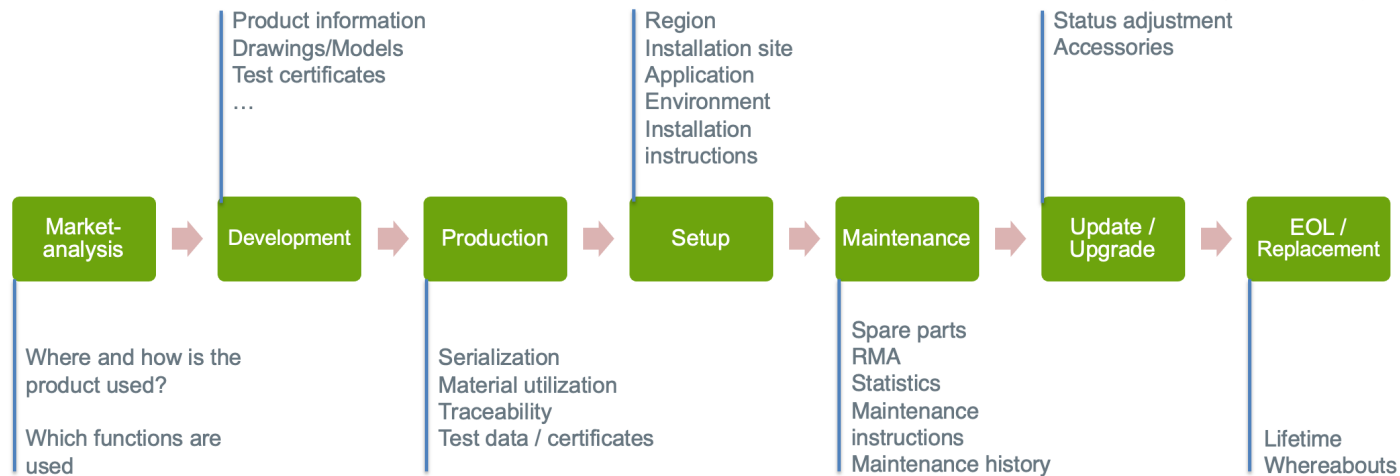 Product information
Drawings/Models
Test certificates
…
Region
Installation site
Application
Environment
Installation
instructions
Status adjustment
Accessories
Market-
analysis
Development
Production
Setup
Maintenance
Update /
Upgrade
EOL /
Replacement
Where and how is the
product used?
Which functions are
used
Serialization
Material utilization
Traceability
Test data / certificates
Spare parts
RMA
Statistics
Maintenance
instructions
Maintenance history
Lifetime
Whereabouts